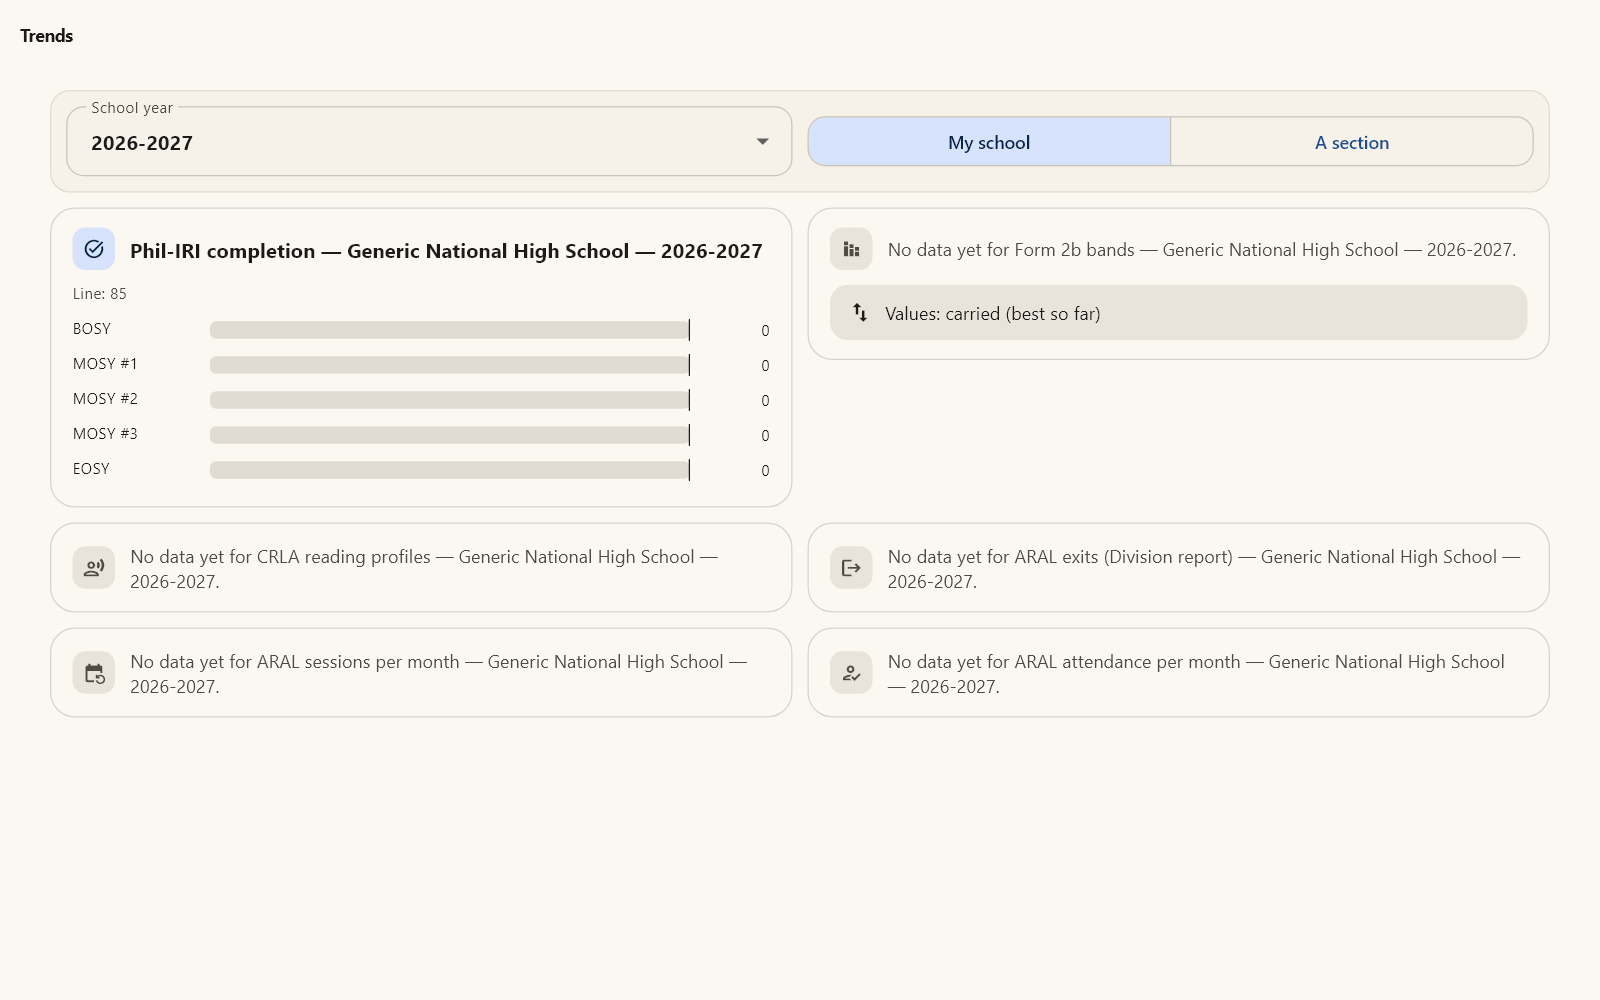 Trends
School year
2026-2027
My school
A section
Phil-IRI completion — Generic National High School — 2026-2027
Line: 85
BOSY 0
MOSY #1 0
MOSY #2 0
MOSY #3 0
EOSY 0
No data yet for Form 2b bands — Generic National High School — 2026-2027.
Values: carried (best so far)
No data yet for CRLA reading profiles — Generic National High School —
2026-2027.
No data yet for ARAL exits (Division report) — Generic National High School —
2026-2027.
No data yet for ARAL sessions per month — Generic National High School —
2026-2027.
No data yet for ARAL attendance per month — Generic National High School
— 2026-2027.